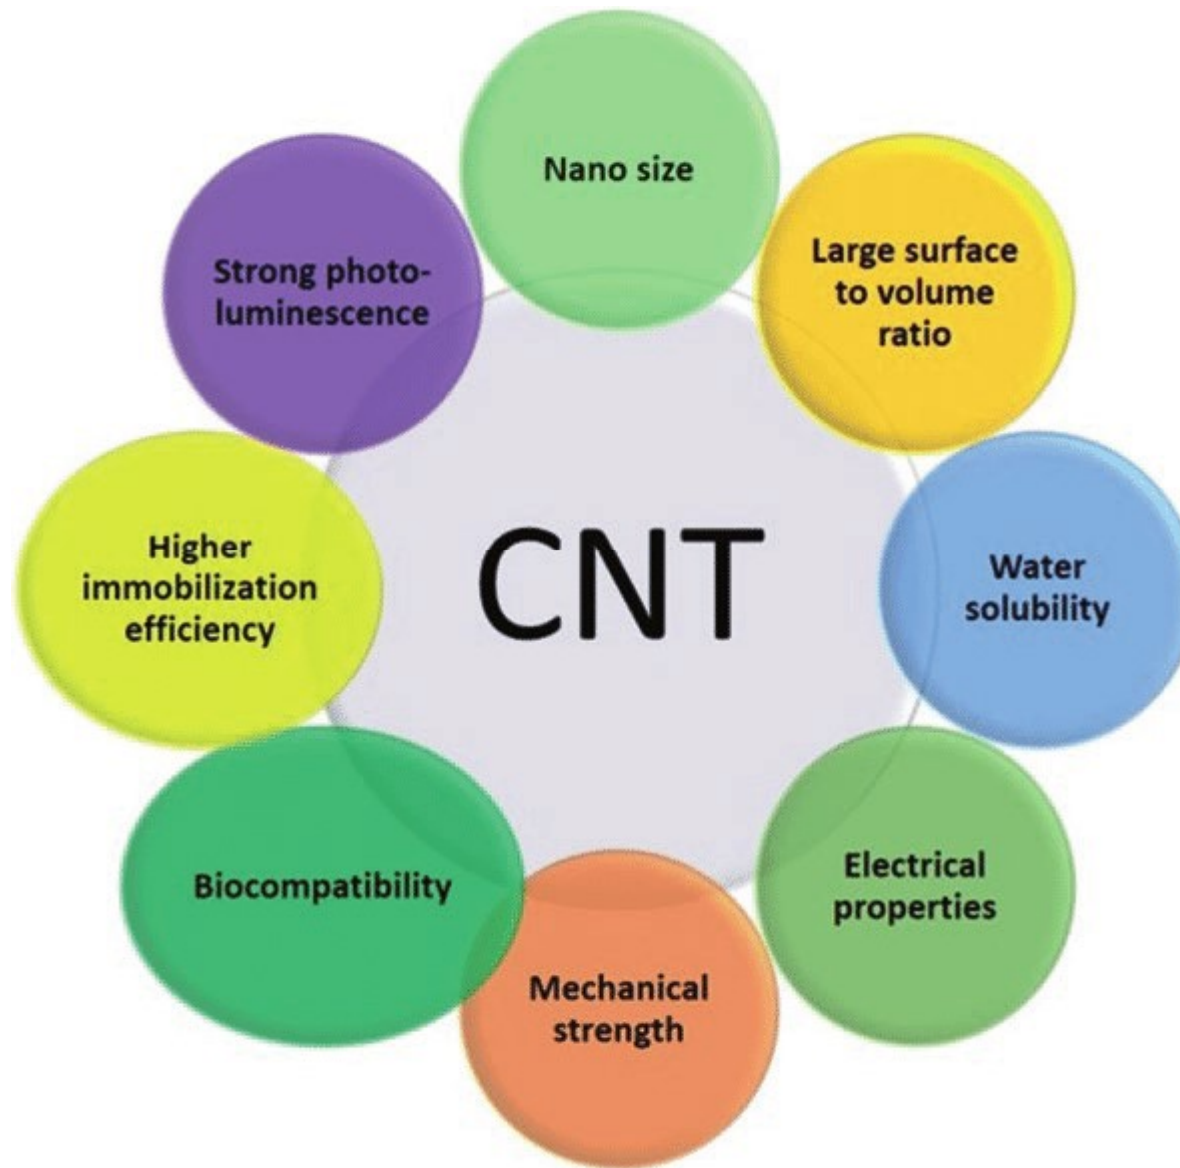 Nano size
Large surface
to volume
ratio
Water
solubility
Electrical
properties
Mechanical
strength
Biocompatibility
Higher
immobilization
efficiency
Strong photo-
luminescence
CNT